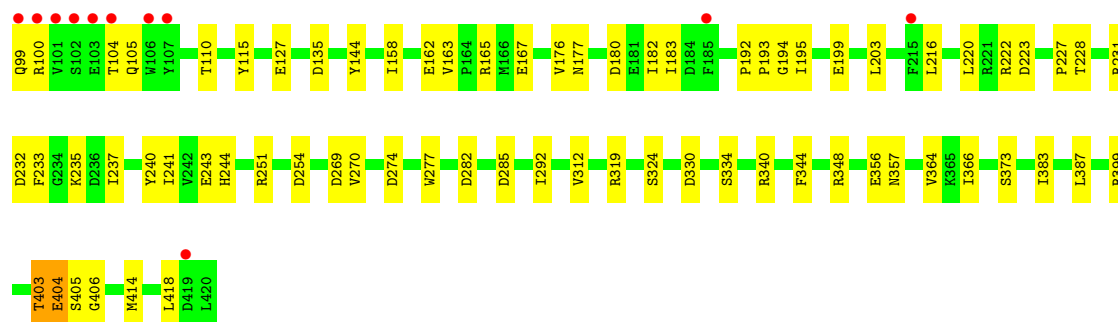 Q99 R100 V101 S102 E103 T104 Q105 W106 Y107 T110 Y115 E127 D135 Y144 I158 E162 V163 P164 R165 M166 E167 V176 N177 D180 E181 I182 I183 D184 F185 P192 P193 G194 I195 E199 L203 F215 L216 L220 R221 R222 D223 P227 T228
D232 F233 G234 K235 D236 I237 Y240 I241 V242 E243 H244 R251 D254 D269 V270 D274 W277 D282 D285 I292 V312 R319 S324 D330 S334 R340 F344 R348 E356 N357 V364 K365 I366 S373 I383 L387
T403 E404 S405 G406 M414 L418 D419 L420